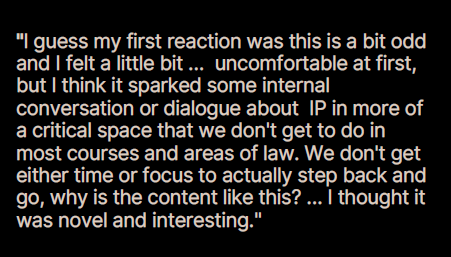 "I guess my first reaction was this is a bit odd
and I felt a little bit ...  uncomfortable at first,
but I think it sparked some internal
conversation or dialogue about  IP in more of
a critical space that we don't get to do in
most courses and areas of law. We don't get
either time or focus to actually step back and
go, why is the content like this? ... I thought it
was novel and interesting."